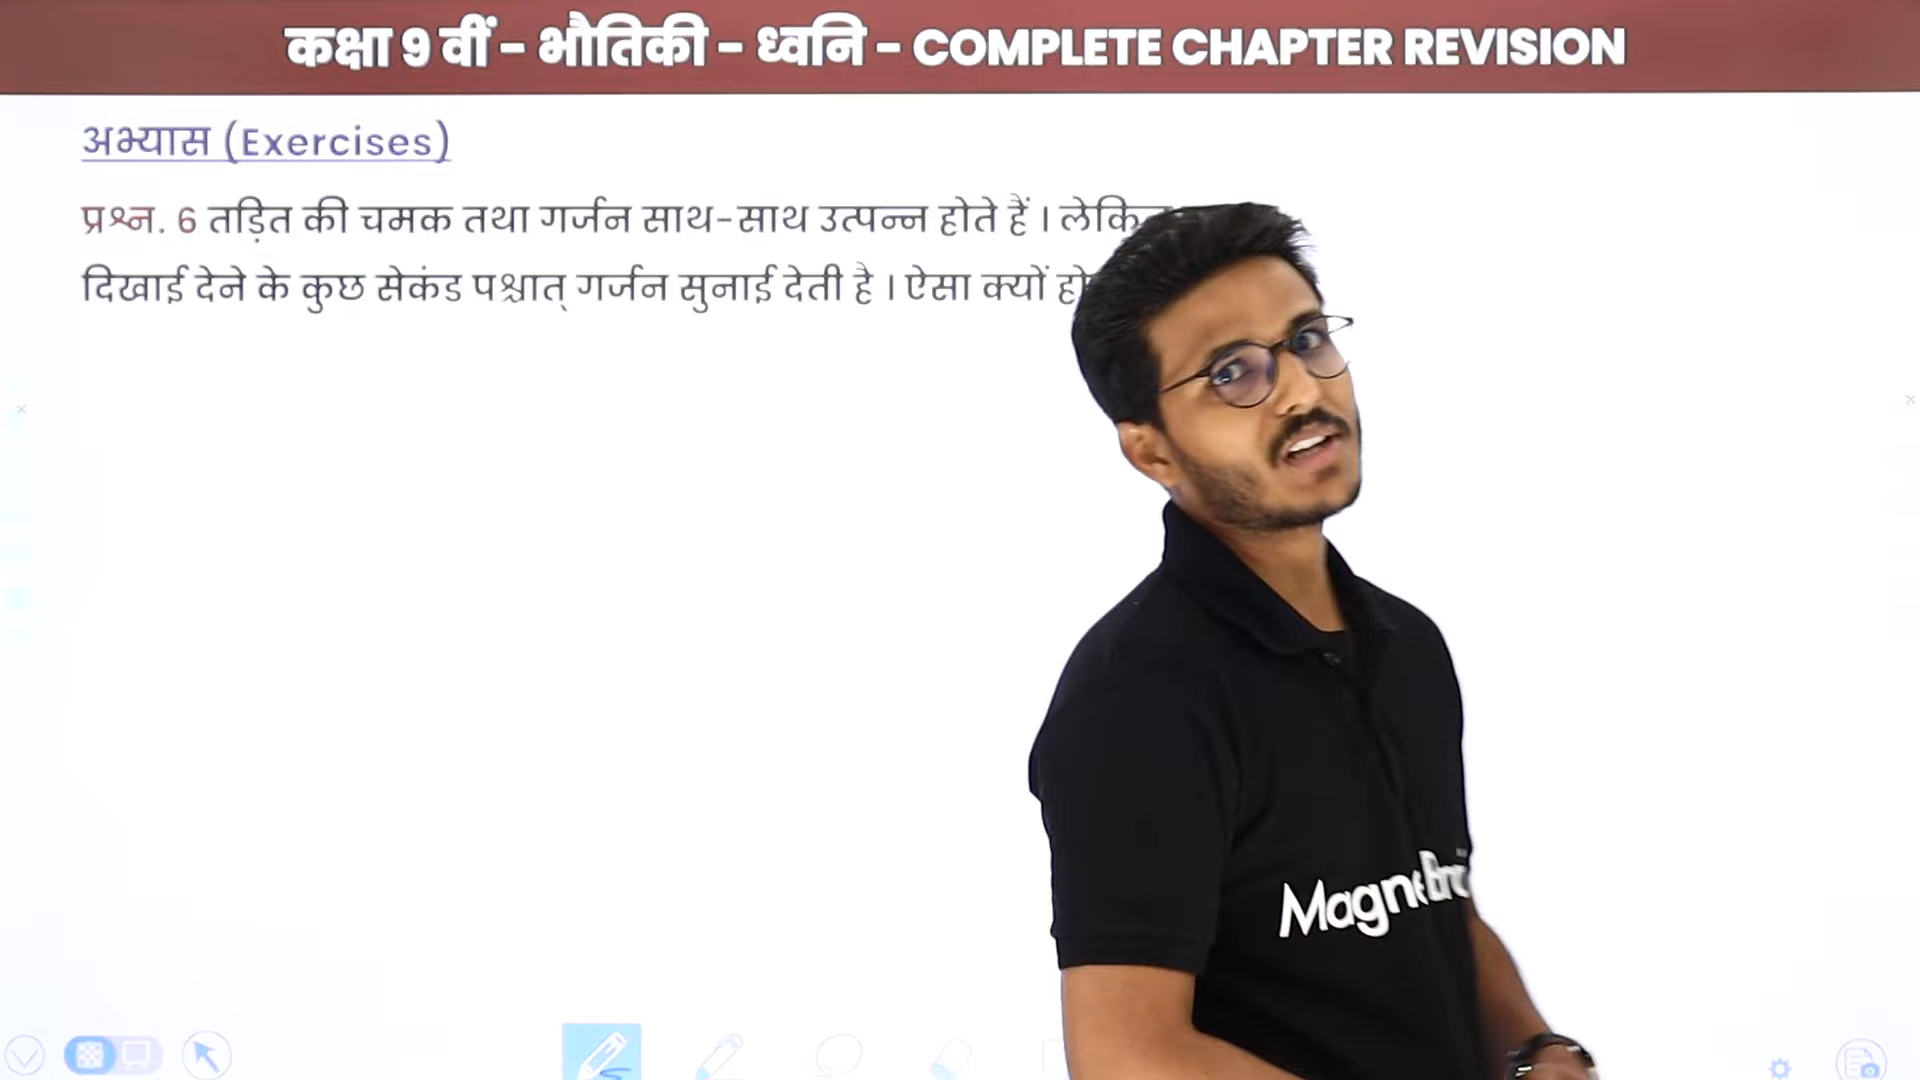 कक्षा 9 वीं - भौतिकी - ध्वनि - COMPLETE CHAPTER REVISION
अभ्यास (Exercises)
प्रश्न. 6 तड़ित की चमक तथा गर्जन साथ-साथ उत्पन्न होते हैं । लेकिन
दिखाई देने के कुछ सेकंड पश्चात् गर्जन सुनाई देती है । ऐसा क्यों